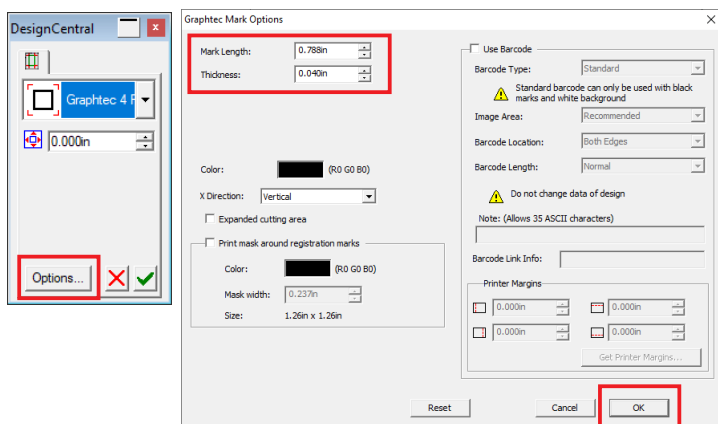 DesignCentral
Graphtec 4 P
0.000in
Options...
Graphtec Mark Options
Mark Length: 0.788in
Thickness: 0.040in
Color: (R0 G0 B0)
X Direction: Vertical
Expanded cutting area
Print mask around registration marks
Color: (R0 G0 B0)
Mask width: 0.237in
Size: 1.26in x 1.26in
Use Barcode
Barcode Type: Standard
Standard barcode can only be used with black
marks and white background
Image Area: Recommended
Barcode Location: Both Edges
Barcode Length: Normal
Do not change data of design
Note: (Allows 35 ASCII characters)
Barcode Link Info:
Printer Margins
0.000in 0.000in
0.000in 0.000in
Get Printer Margins...
Reset Cancel OK